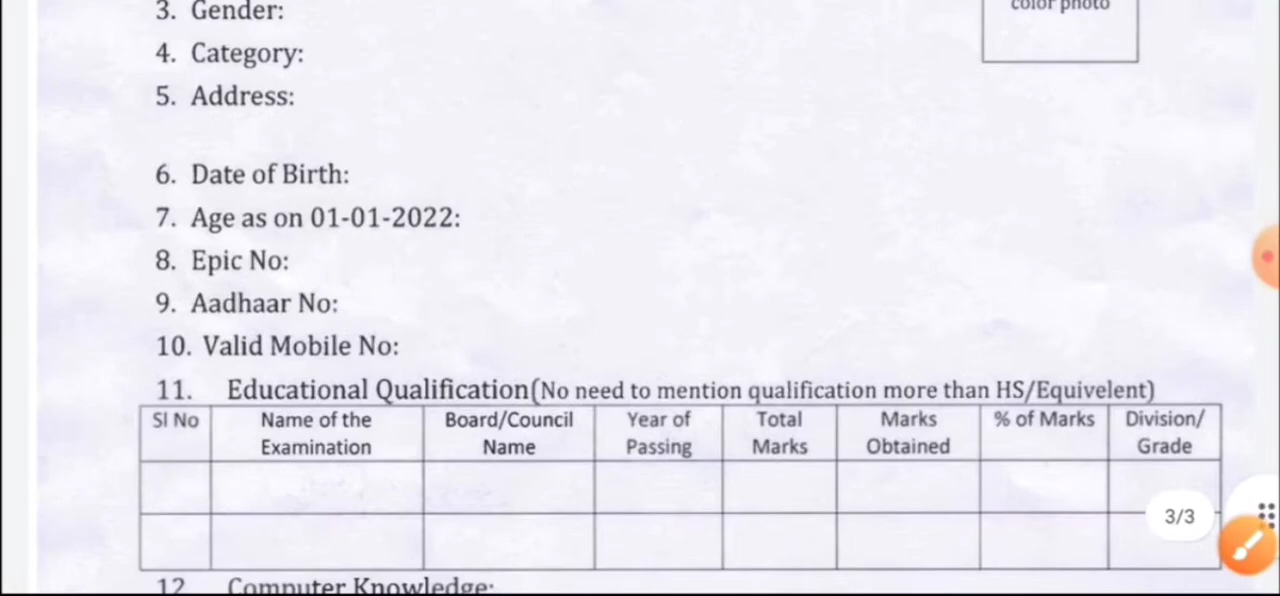 3. Gender:
color photo
4. Category:
5. Address:
6. Date of Birth:
7. Age as on 01-01-2022:
8. Epic No:
9. Aadhaar No:
10. Valid Mobile No:
11. Educational Qualification(No need to mention qualification more than HS/Equivelent)
Sl No Name of the Examination Board/Council Name Year of Passing Total Marks Marks Obtained % of Marks Division/ Grade
3/3
12 Computer Knowledge: